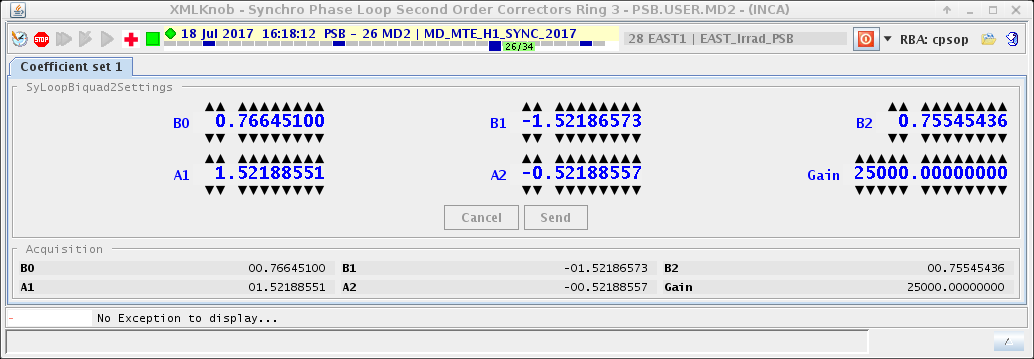 XMLKnob - Synchro Phase Loop Second Order Correctors Ring 3 - PSB.USER.MD2 - (INCA)
STOP 18 Jul 2017 16:18:12 PSB - 26 MD2 | MD_MTE_H1_SYNC_2017 28 EAST1 | EAST_Irrad_PSB RBA: cpsop
26/34
Coefficient set 1
SyLoopBiquad2Settings
B0 0.76645100 B1 -1.52186573 B2 0.75545436
A1 1.52188551 A2 -0.52188557 Gain 25000.00000000
Cancel Send
Acquisition
B0 00.76645100 B1 -01.52186573 B2 00.75545436
A1 01.52188551 A2 -00.52188557 Gain 25000.00000000
- No Exception to display...